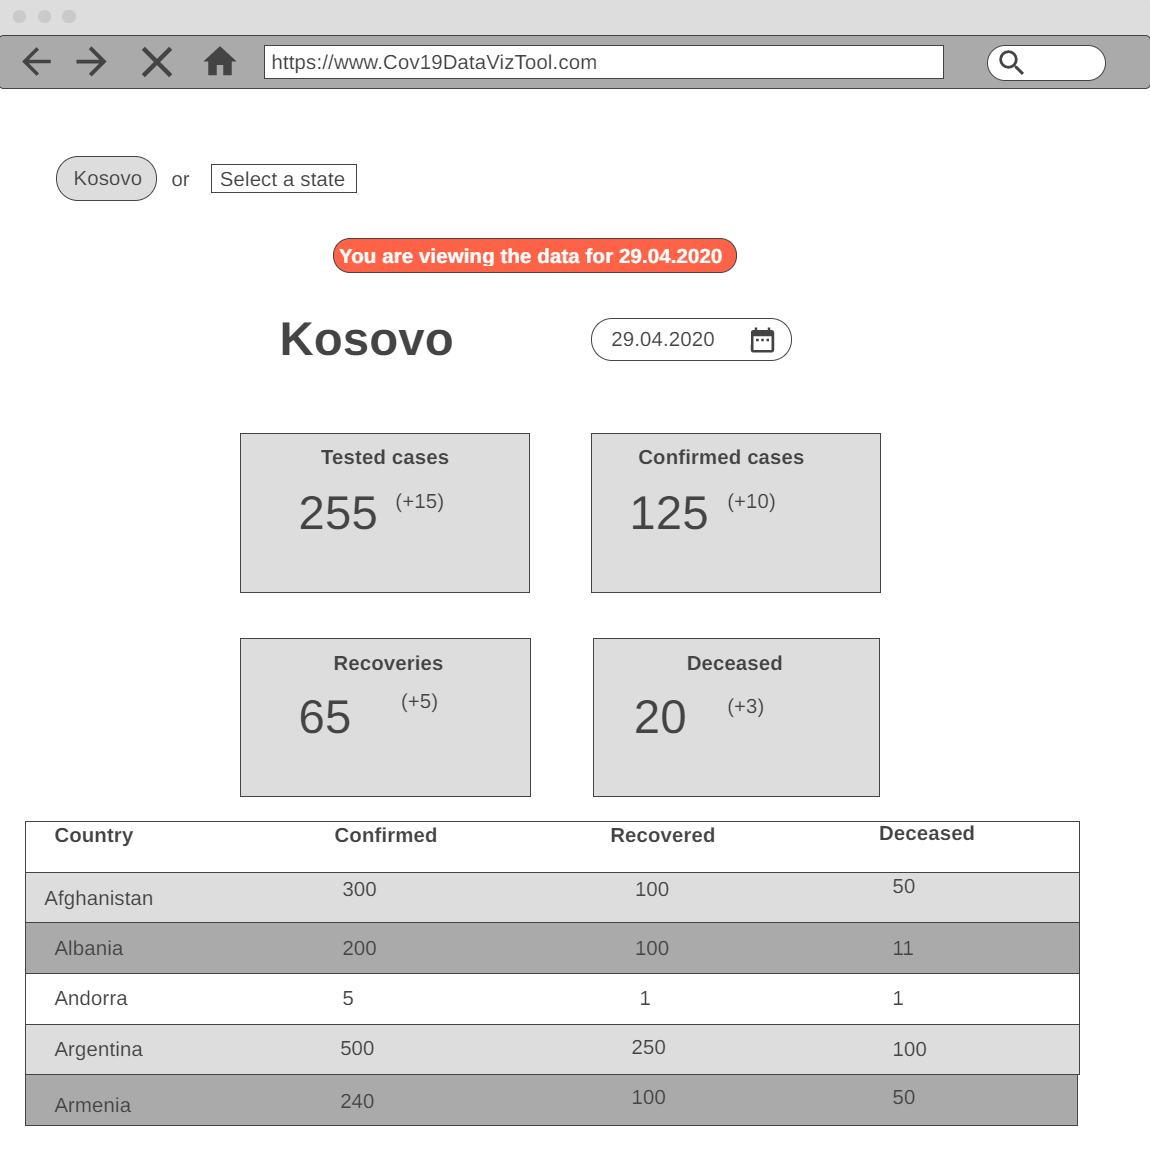 https://www.Cov19DataVizTool.com
Kosovo or Select a state
You are viewing the data for 29.04.2020
Kosovo 29.04.2020
Tested cases Confirmed cases
255 (+15) 125 (+10)
Recoveries Deceased
65 (+5) 20 (+3)
Country Confirmed Recovered Deceased
Afghanistan 300 100 50
Albania 200 100 11
Andorra 5 1 1
Argentina 500 250 100
Armenia 240 100 50